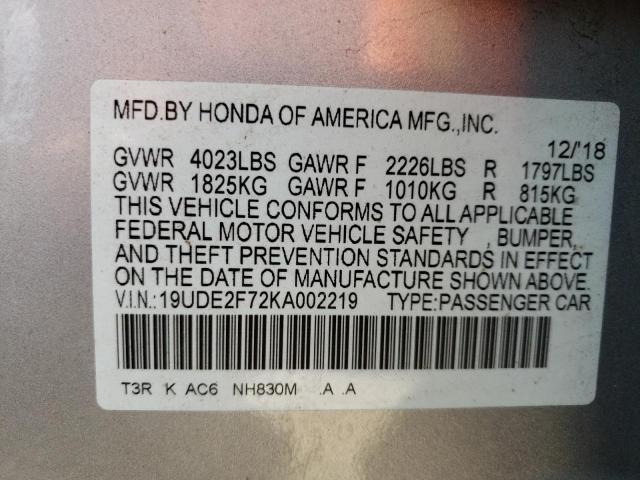 MFD.BY HONDA OF AMERICA MFG.,INC.
12/'18
GVWR 4023LBS GAWR F 2226LBS R 1797LBS
GVWR 1825KG GAWR F 1010KG R 815KG
THIS VEHICLE CONFORMS TO ALL APPLICABLE
FEDERAL MOTOR VEHICLE SAFETY , BUMPER,
AND THEFT PREVENTION STANDARDS IN EFFECT
ON THE DATE OF MANUFACTURE SHOWN ABOVE.
V.I.N.:19UDE2F72KA002219 TYPE:PASSENGER CAR
T3R K AC6 NH830M .A .A